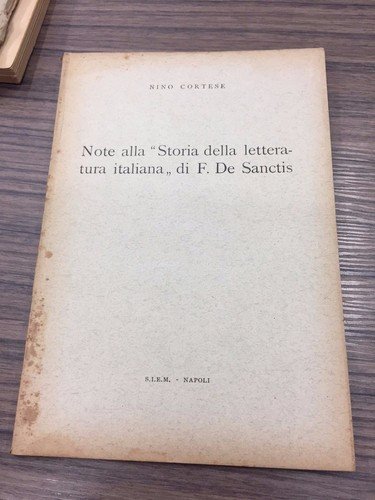 NINO CORTESE
Note alla "Storia della lettera-
tura italiana„ di F. De Sanctis
S.I.E.M. - NAPOLI